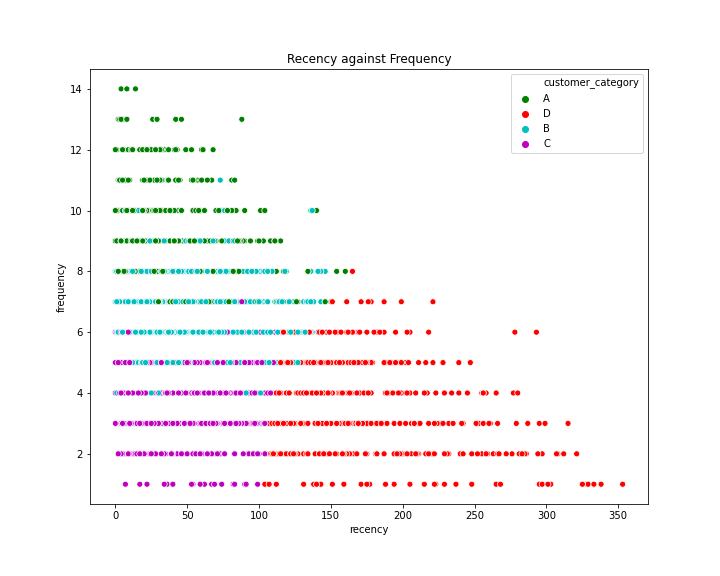 Recency against Frequency
customer_category
A
D
B
C
14
12
10
8
6
4
2
frequency
0 50 100 150 200 250 300 350
recency